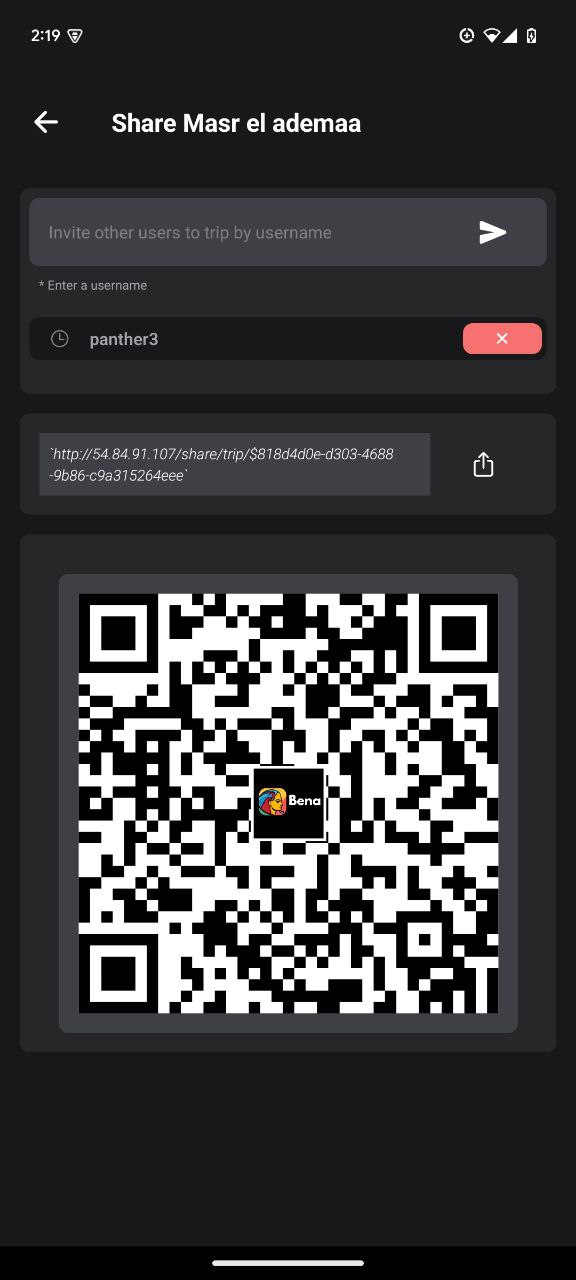 2:19
Share Masr el ademaa
Invite other users to trip by username
* Enter a username
panther3
`http://54.84.91.107/share/trip/$818d4d0e-d303-4688
-9b86-c9a315264eee`
Bena